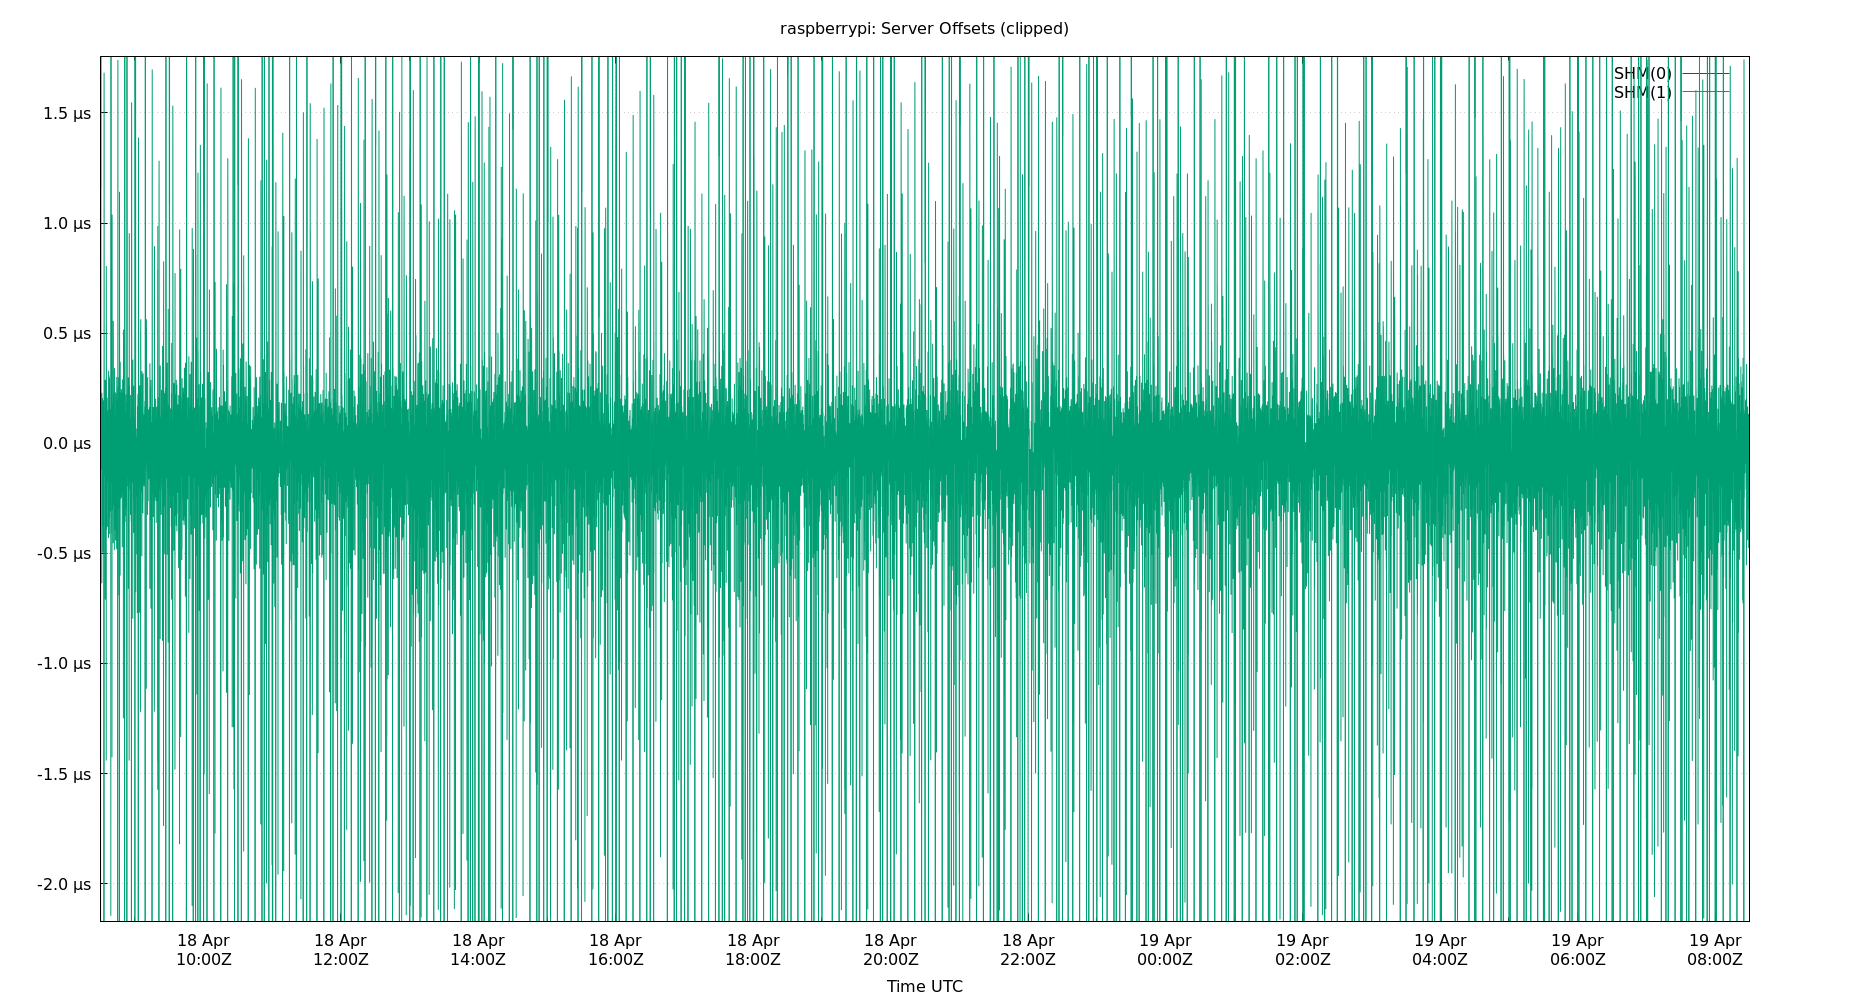 raspberrypi: Server Offsets (clipped)
SHM(0)
SHM(1)
1.5 µs
1.0 µs
0.5 µs
0.0 µs
-0.5 µs
-1.0 µs
-1.5 µs
-2.0 µs
18 Apr 18 Apr 18 Apr 18 Apr 18 Apr 18 Apr 18 Apr 19 Apr 19 Apr 19 Apr 19 Apr 19 Apr
10:00Z 12:00Z 14:00Z 16:00Z 18:00Z 20:00Z 22:00Z 00:00Z 02:00Z 04:00Z 06:00Z 08:00Z
Time UTC